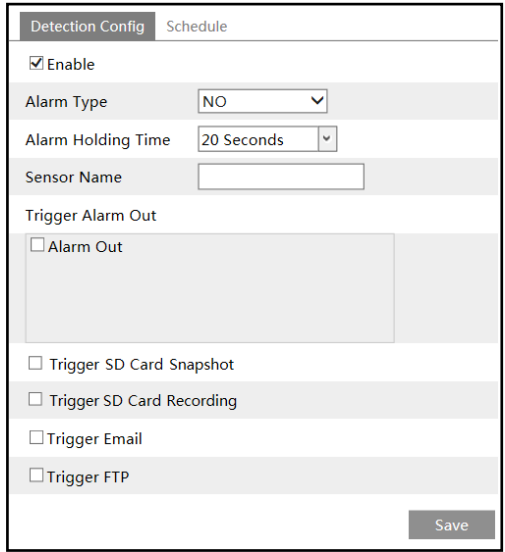 Detection Config Schedule
Enable
Alarm Type NO
Alarm Holding Time 20 Seconds
Sensor Name
Trigger Alarm Out
Alarm Out
Trigger SD Card Snapshot
Trigger SD Card Recording
Trigger Email
Trigger FTP
Save